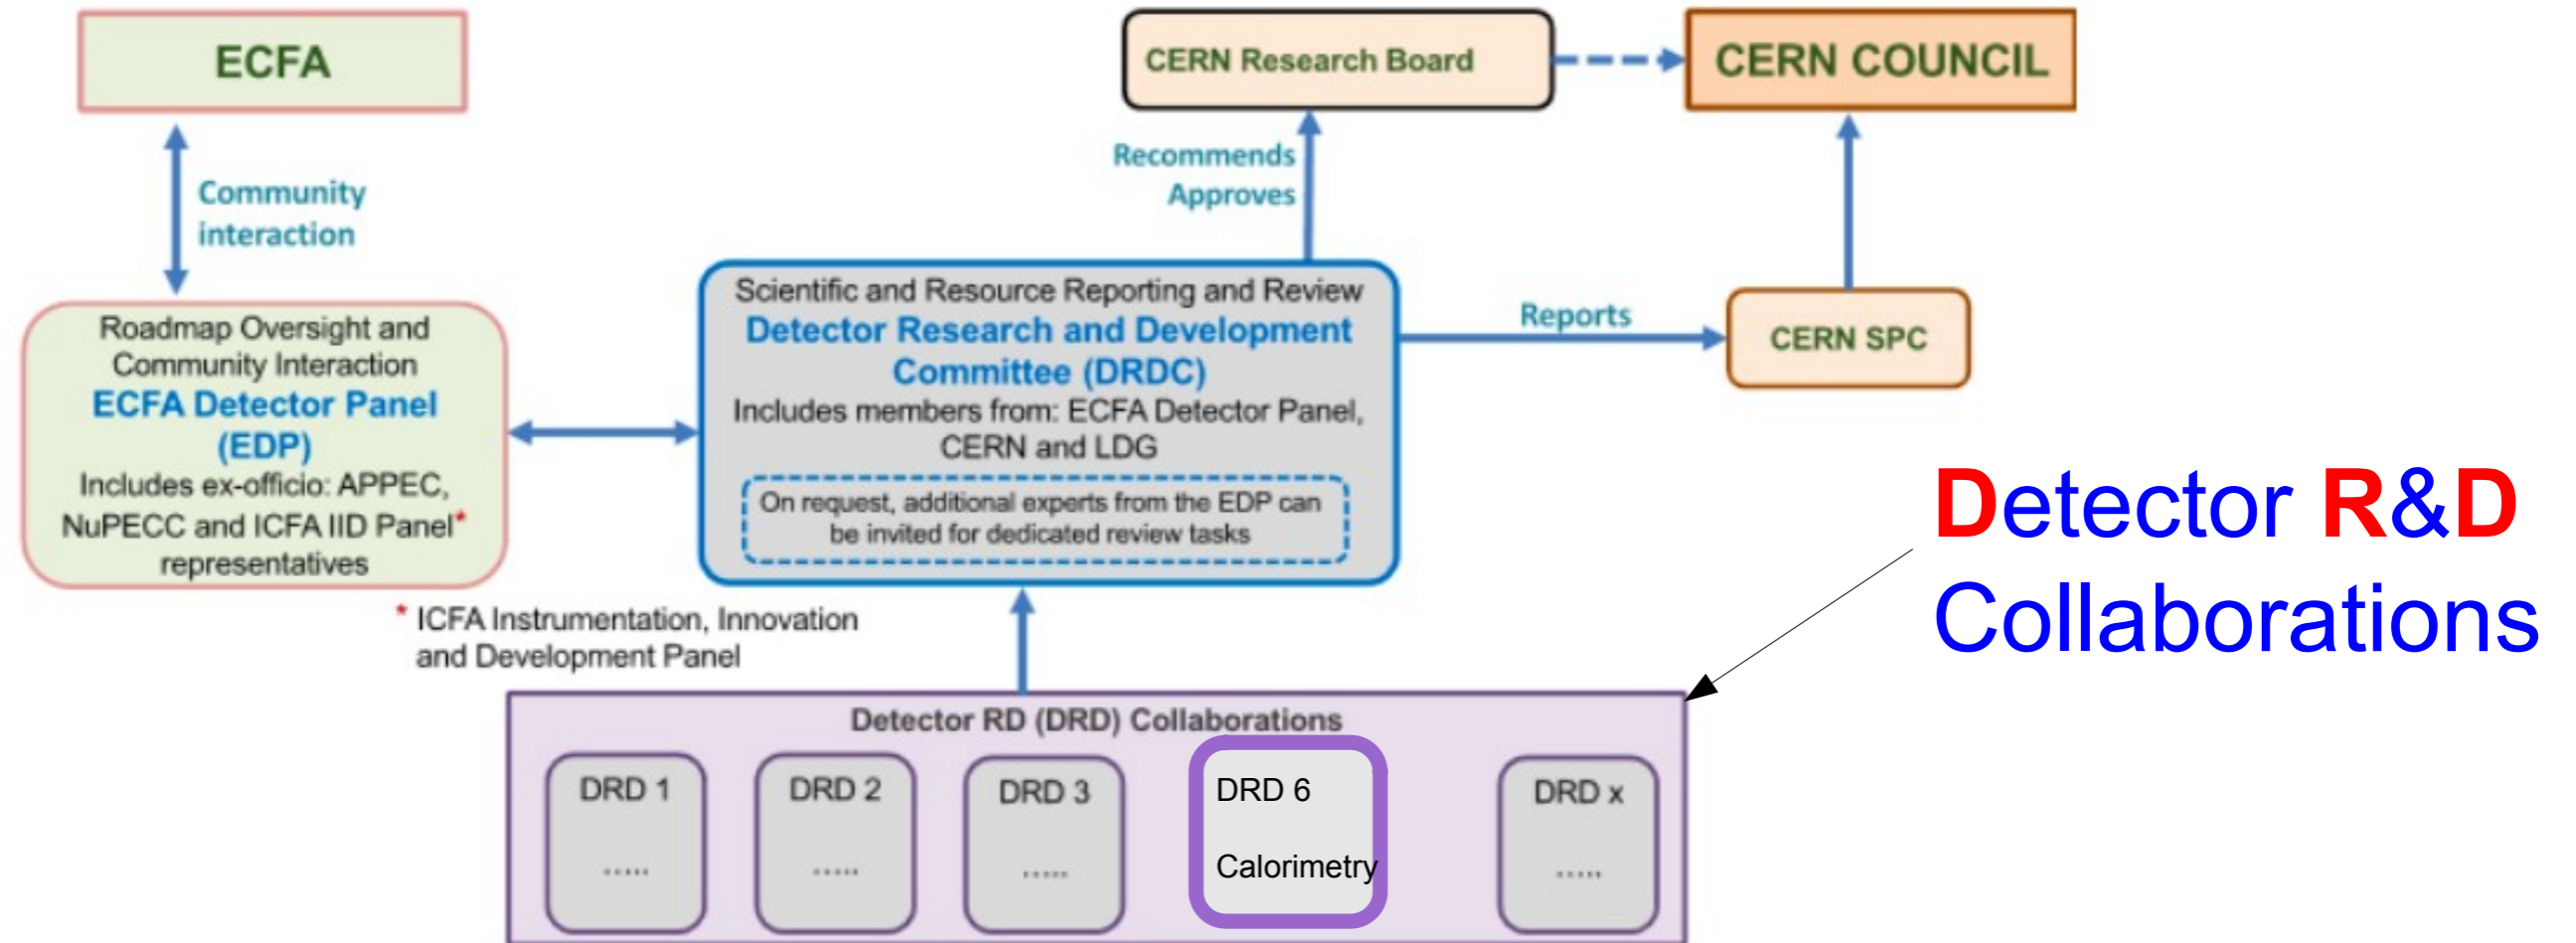 ECFA
CERN Research Board
CERN COUNCIL
Recommends
Approves
Community
interaction
Roadmap Oversight and
Community Interaction
ECFA Detector Panel
(EDP)
Includes ex-officio: APPEC,
NuPECC and ICFA IID Panel*
representatives
Scientific and Resource Reporting and Review
Detector Research and Development
Committee (DRDC)
Includes members from: ECFA Detector Panel,
CERN and LDG
On request, additional experts from the EDP can
be invited for dedicated review tasks
Reports
CERN SPC
Detector R&D
Collaborations
* ICFA Instrumentation, Innovation
and Development Panel
Detector RD (DRD) Collaborations
DRD 1
.....
DRD 2
.....
DRD 3
.....
DRD 6
Calorimetry
DRD x
.....